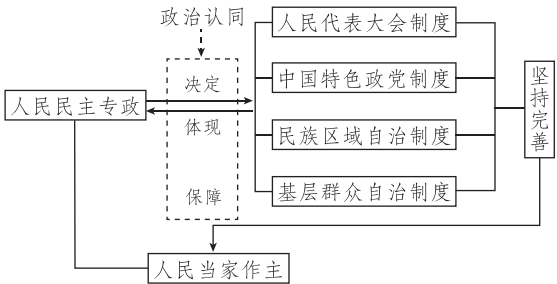 政治认同
人民代表大会制度
中国特色政党制度
民族区域自治制度
基层群众自治制度
人民民主专政
决定
体现
保障
坚持完善
人民当家作主